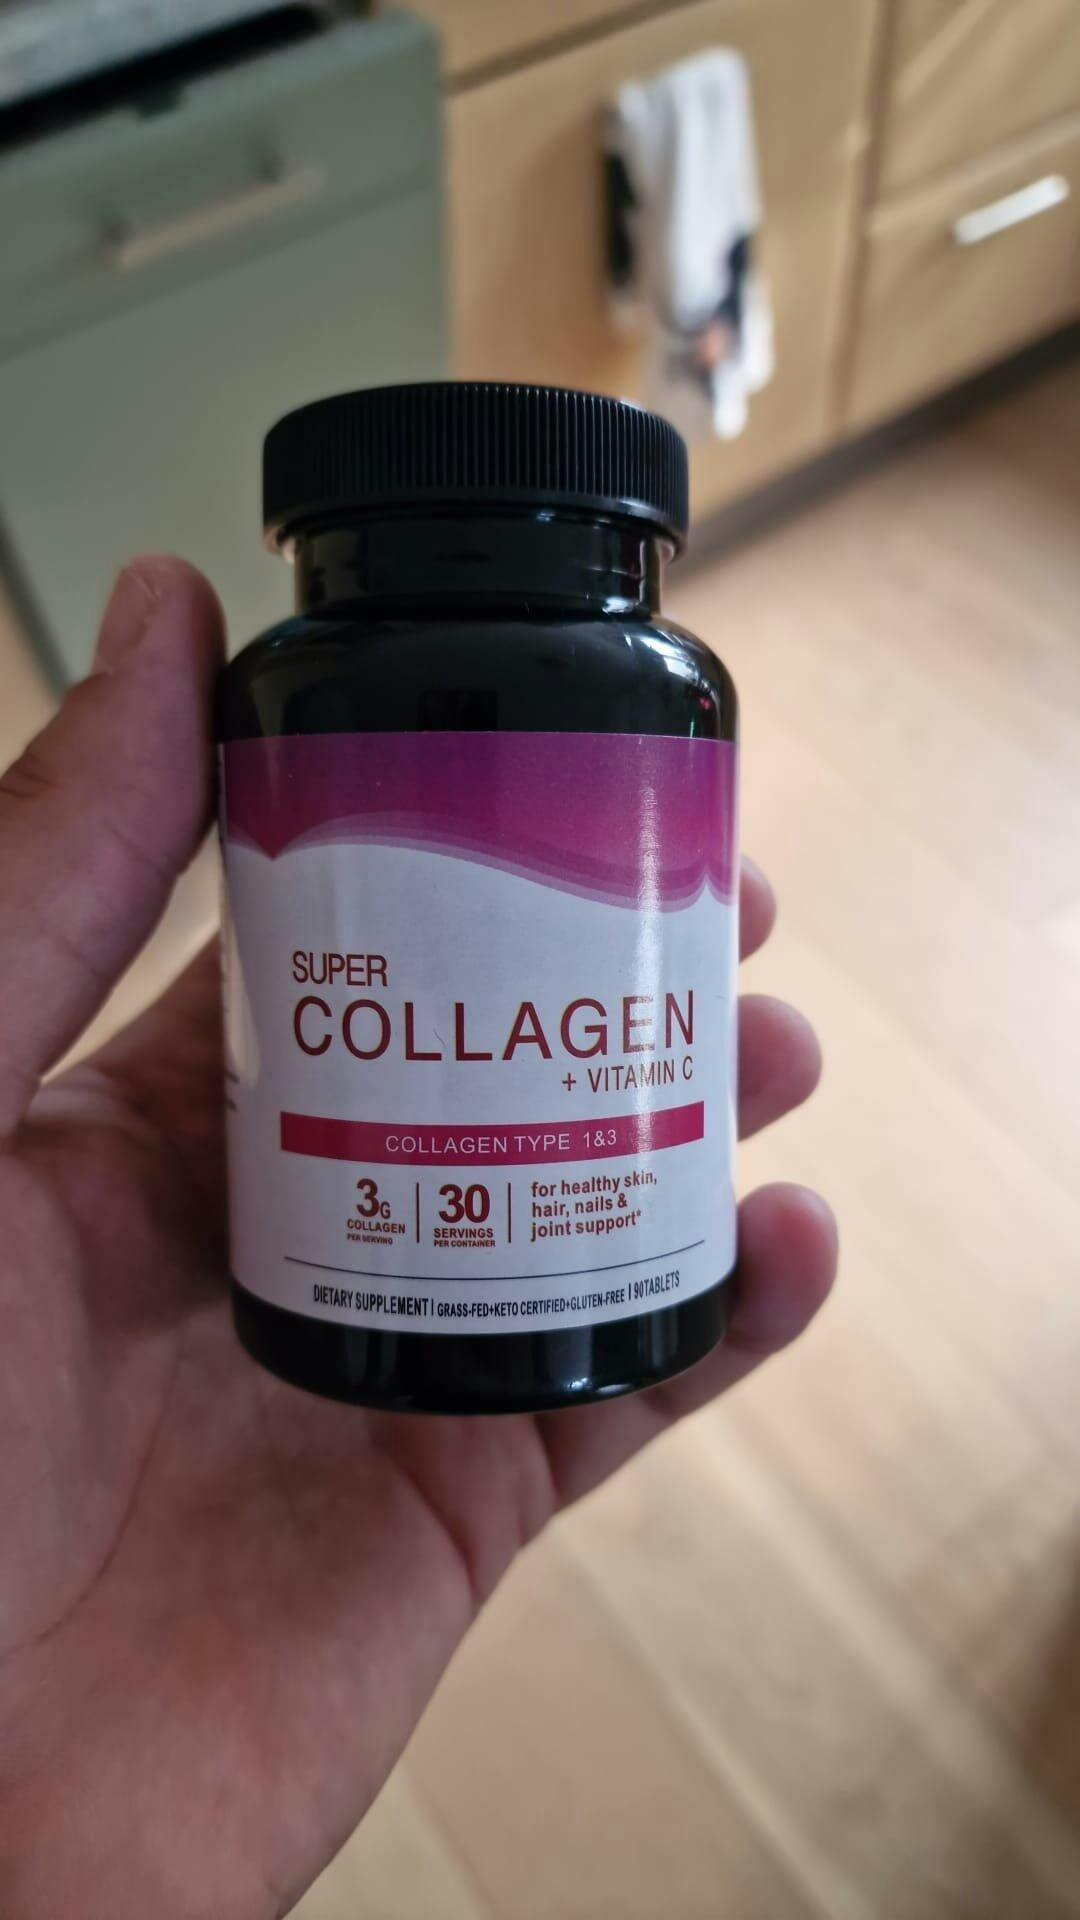 SUPER
COLLAGEN
+ VITAMIN C
COLLAGEN TYPE 1&3
3G
COLLAGEN
PER SERVING
30
SERVINGS
PER CONTAINER
for healthy skin,
hair, nails &
joint support*
DIETARY SUPPLEMENT | GRASS-FED+KETO CERTIFIED+GLUTEN-FREE | 90TABLETS